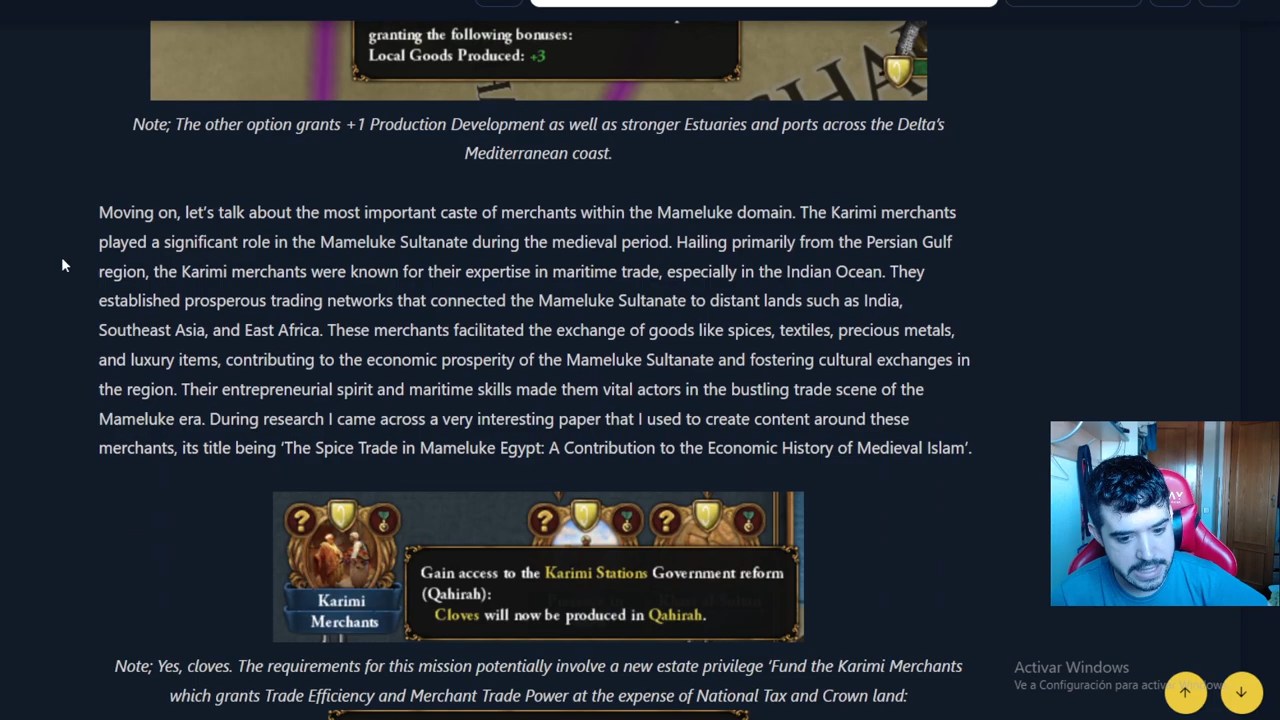 granting the following bonuses:
Local Goods Produced: +3
Note; The other option grants +1 Production Development as well as stronger Estuaries and ports across the Delta's
Mediterranean coast.
Moving on, let's talk about the most important caste of merchants within the Mameluke domain. The Karimi merchants
played a significant role in the Mameluke Sultanate during the medieval period. Hailing primarily from the Persian Gulf
region, the Karimi merchants were known for their expertise in maritime trade, especially in the Indian Ocean. They
established prosperous trading networks that connected the Mameluke Sultanate to distant lands such as India,
Southeast Asia, and East Africa. These merchants facilitated the exchange of goods like spices, textiles, precious metals,
and luxury items, contributing to the economic prosperity of the Mameluke Sultanate and fostering cultural exchanges in
the region. Their entrepreneurial spirit and maritime skills made them vital actors in the bustling trade scene of the
Mameluke era. During research I came across a very interesting paper that I used to create content around these
merchants, its title being ‘The Spice Trade in Mameluke Egypt: A Contribution to the Economic History of Medieval Islam’.
Gain access to the Karimi Stations Government reform
(Qahirah):
Cloves will now be produced in Qahirah.
Karimi
Merchants
Note; Yes, cloves. The requirements for this mission potentially involve a new estate privilege ‘Fund the Karimi Merchants
which grants Trade Efficiency and Merchant Trade Power at the expense of National Tax and Crown land:
Activar Windows
Ve a Configuración para activar Windows